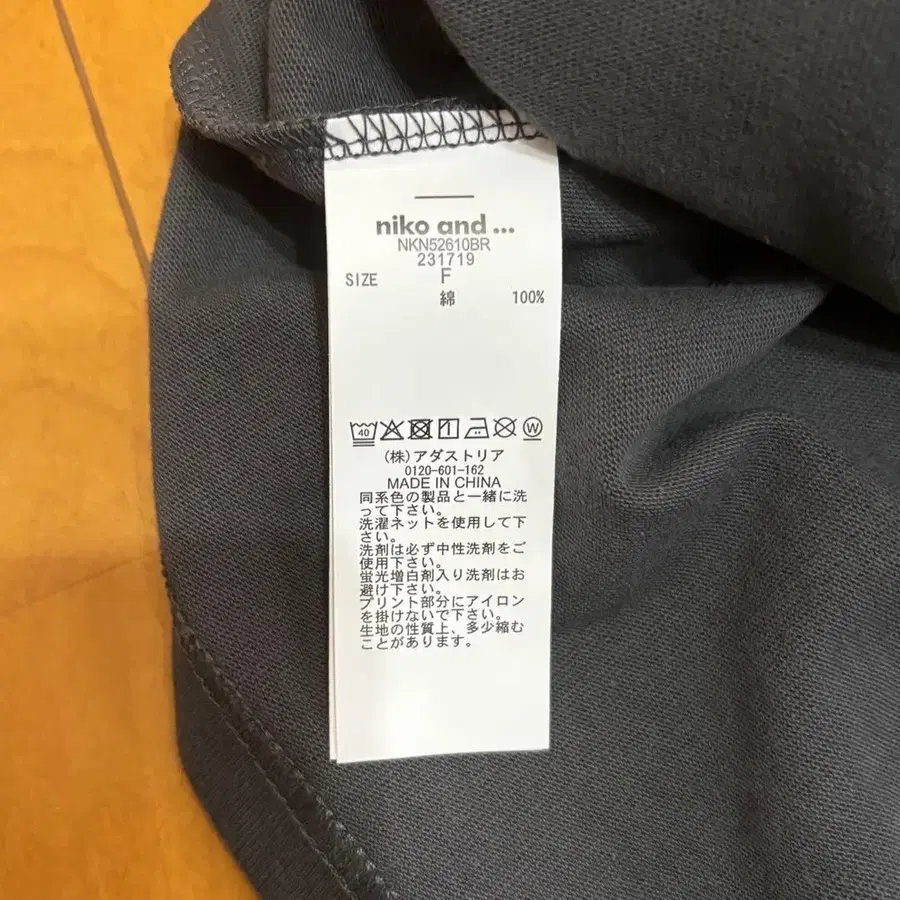 niko and ...
NKN52610BR
231719
SIZE F
綿 100%
40
W
(株)アダストリア
0120-601-162
MADE IN CHINA
同系色の製品と一緒に洗
って下さい。
洗濯ネットを使用して下
さい。
洗剤は必ず中性洗剤をご
使用下さい。
蛍光増白剤入り洗剤はお
避け下さい。
プリント部分にアイロン
を掛けないで下さい。
生地の性質上、多少縮む
ことがあります。